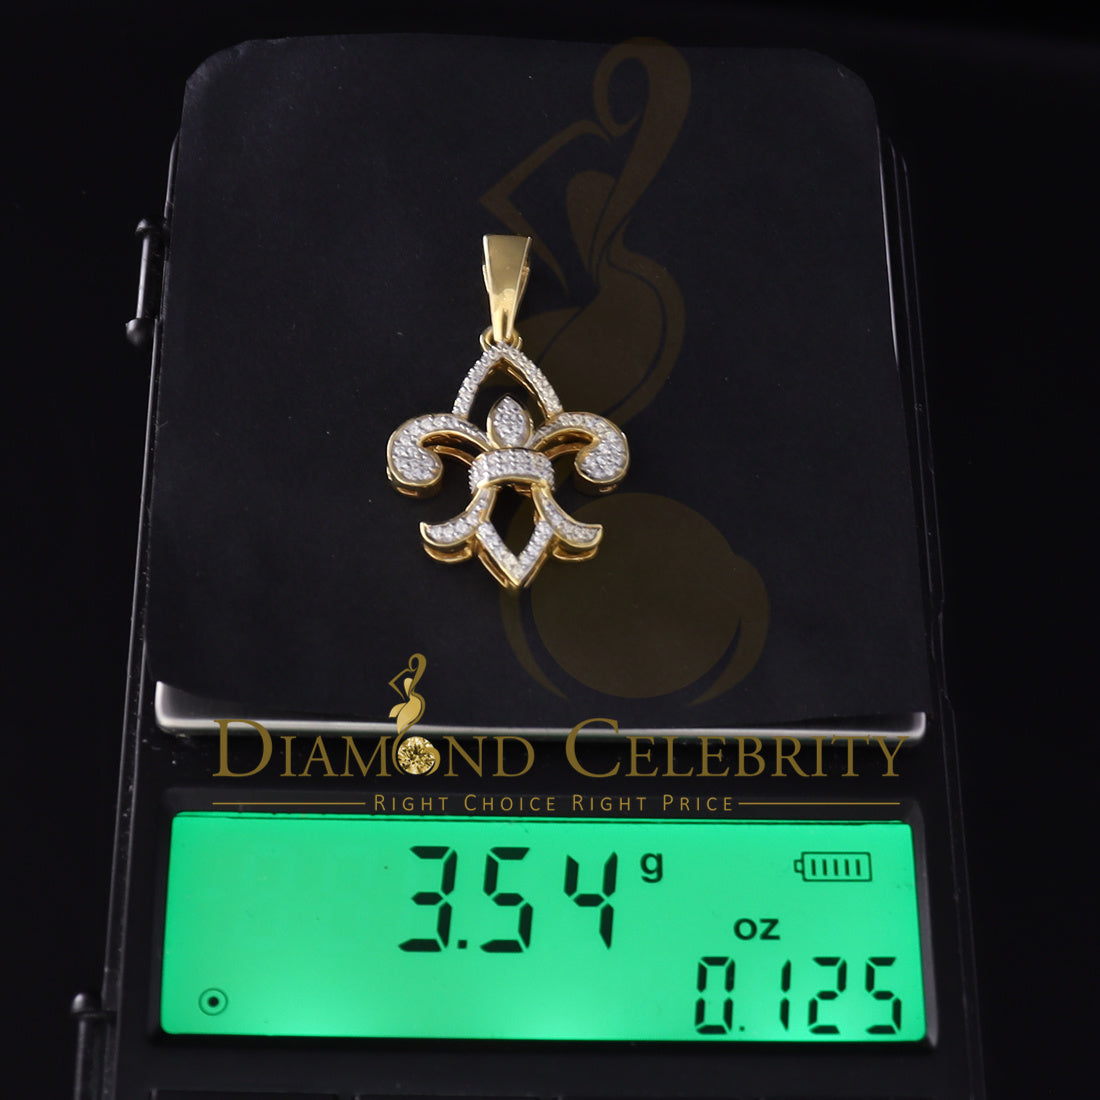 DIAMOND CELEBRITY
RIGHT CHOICE RIGHT PRICE
3.54 g
oz
0.125